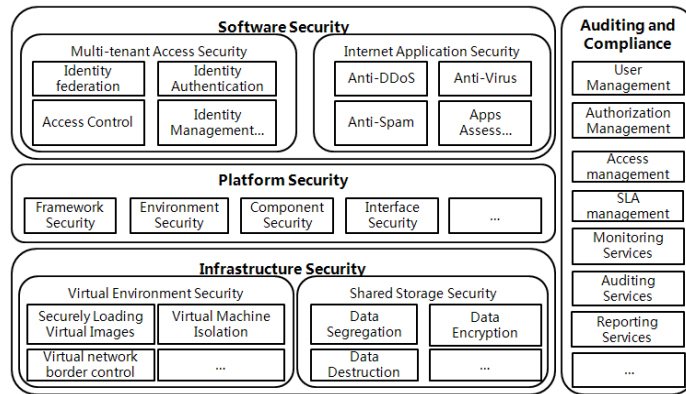 Software Security
Multi-tenant Access Security
Identity
federation
Identity
Authentication
Access Control
Identity
Management...
Internet Application Security
Anti-DDoS
Anti-Virus
Anti-Spam
Apps
Assess...
Platform Security
Framework
Security
Environment
Security
Component
Security
Interface
Security
...
Infrastructure Security
Virtual Environment Security
Securely Loading
Virtual Images
Virtual Machine
Isolation
Virtual network
border control
...
Shared Storage Security
Data
Segregation
Data
Encryption
Data
Destruction
...
Auditing and
Compliance
User
Management
Authorization
Management
Access
management
SLA
management
Monitoring
Services
Auditing
Services
Reporting
Services
...